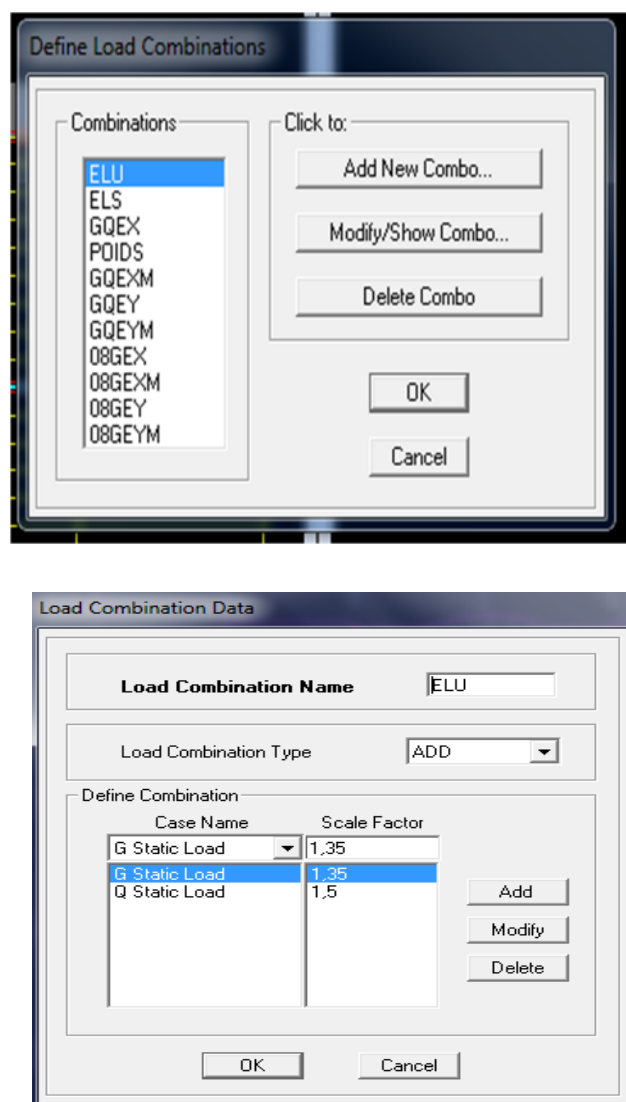 Define Load Combinations
Combinations
Click to:
ELU
ELS
GQEX
POIDS
GQEXM
GQEY
GQEYM
08GEX
08GEXM
08GEY
08GEYM
Add New Combo...
Modify/Show Combo...
Delete Combo
OK
Cancel
Load Combination Data
Load Combination Name ELU
Load Combination Type ADD
Define Combination
Case Name Scale Factor
G Static Load 1,35
G Static Load 1,35
Q Static Load 1,5
Add
Modify
Delete
OK Cancel